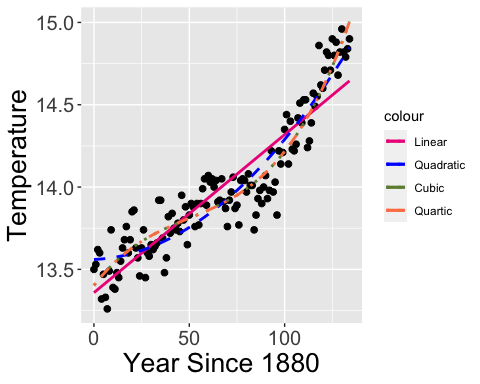 15.0
14.5
14.0
13.5
Temperature
0
50
100
Year Since 1880
colour
Linear
Quadratic
Cubic
Quartic